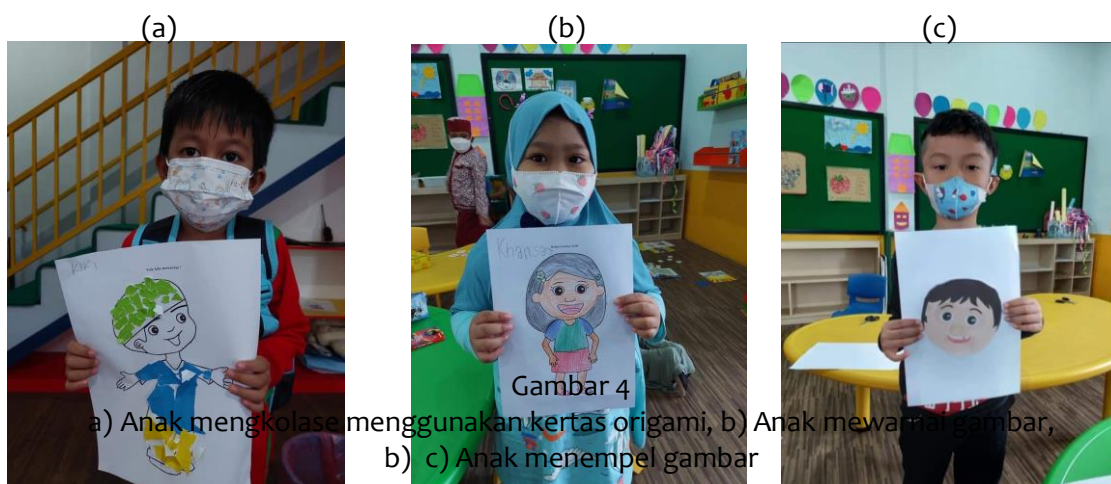 (a)
(b)
(c)
Khansa
Gambar 4
a) Anak mengkolase menggunakan kertas origami, b) Anak mewarnai gambar,
b) c) Anak menempel gambar